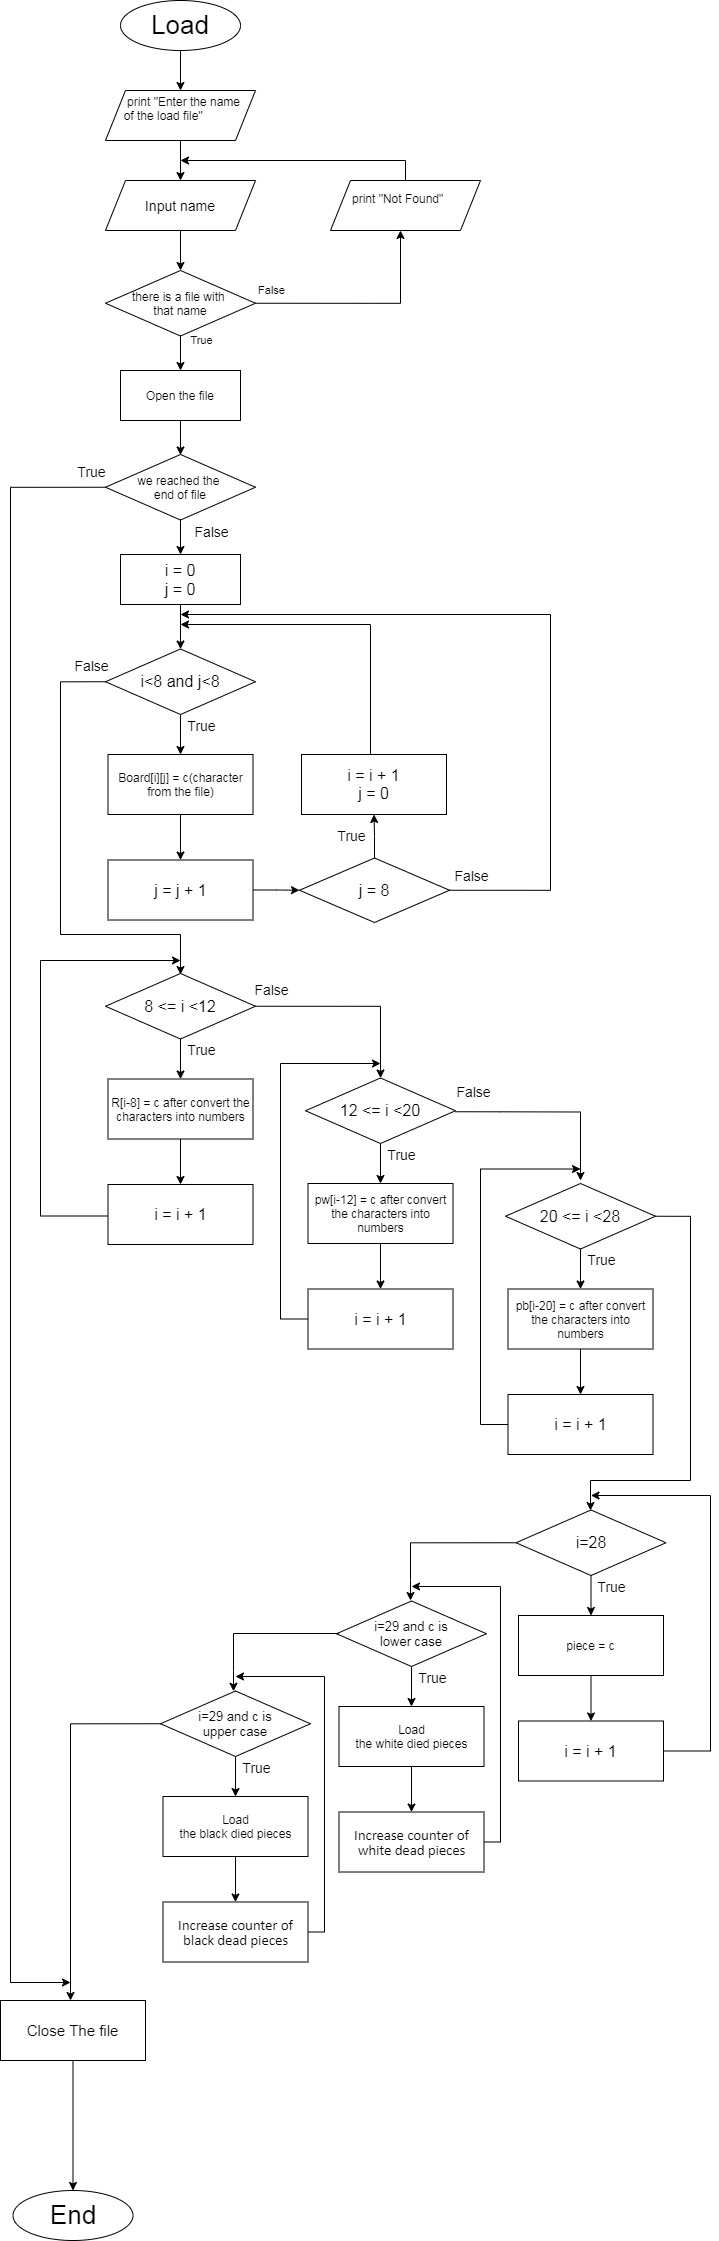 Load
print "Enter the name
of the load file"
Input name
print "Not Found"
there is a file with
that name
False
True
Open the file
we reached the
end of file
True
False
i = 0
j = 0
i<8 and j<8
False
True
Board[i][j] = c(character
from the file)
i = i + 1
j = 0
True
j = j + 1
j = 8
False
8 <= i <12
False
True
R[i-8] = c after convert the
characters into numbers
i = i + 1
12 <= i <20
False
True
pw[i-12] = c after convert
the characters into
numbers
i = i + 1
20 <= i <28
True
pb[i-20] = c after convert
the characters into
numbers
i = i + 1
i=28
True
piece = c
i = i + 1
i=29 and c is
lower case
True
Load
the white died pieces
Increase counter of
white dead pieces
i=29 and c is
upper case
True
Load
the black died pieces
Increase counter of
black dead pieces
Close The file
End